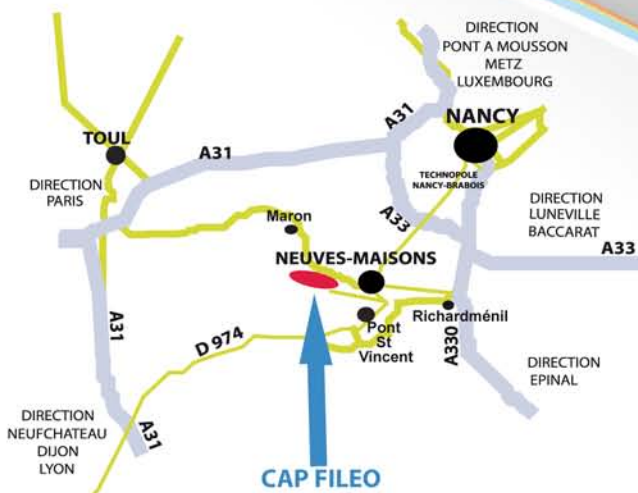 DIRECTION
PONT A MOUSSON
METZ
LUXEMBOURG
A31
NANCY
TOUL
A31
TECHNOPOLE
NANCY-BRABOIS
DIRECTION
PARIS
DIRECTION
LUNEVILLE
BACCARAT
Maron
A33
A33
NEUVES-MAISONS
A31
D 974
Pont
St
Vincent
Richardménil
A330
DIRECTION
EPINAL
DIRECTION
NEUFCHATEAU
DIJON
LYON
A31
CAP FILEO